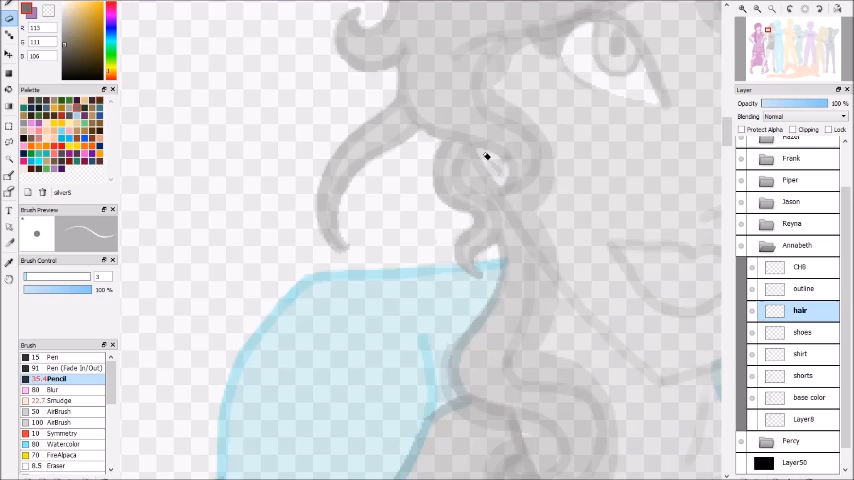 R 113
G 111
B 106
Palette
silverS
Brush Preview
Brush Control
3
100 %
Brush
15 Pen
91 Pen (Fade In/Out)
35.4 Pencil
80 Blur
22.7 Smudge
50 AirBrush
100 AirBrush
10 Symmetry
80 Watercolor
70 FireAlpaca
8.5 Eraser
Layer
Opacity 100 %
Blending Normal
Protect Alpha Clipping Lock
Hazel
Frank
Piper
Jason
Reyna
Annabeth
CHB
outline
hair
shoes
shirt
shorts
base color
Layer8
Percy
Layer50